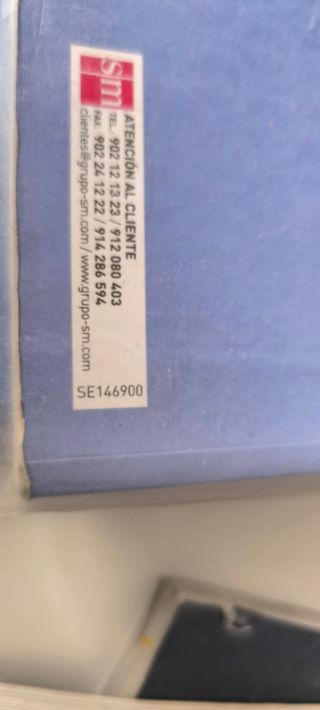 sm
ATENCIÓN AL CLIENTE
TEL. 902 12 13 23 / 912 080 403
FAX 902 24 12 22 / 914 286 594
clientes@grupo-sm.com / www.grupo-sm.com
SE146900